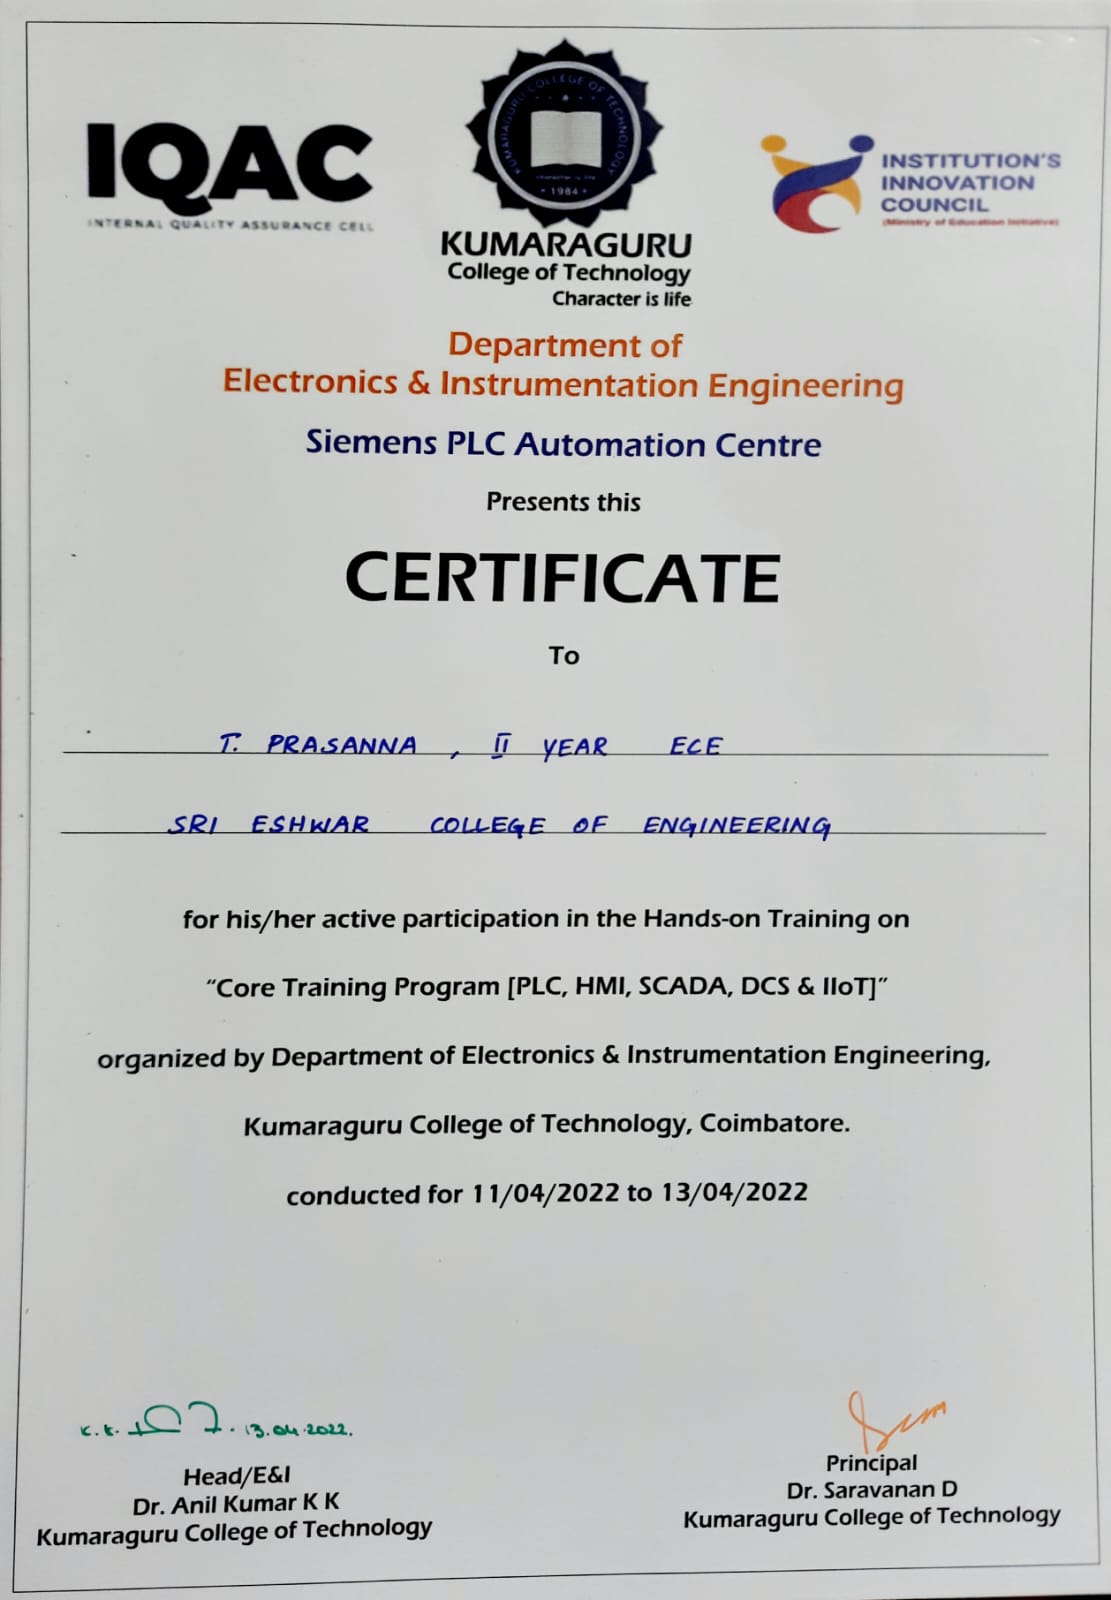 IQAC
INTERNAL QUALITY ASSURANCE CELL
KUMARAGURU COLLEGE OF TECHNOLOGY
character is life
1984
KUMARAGURU
College of Technology
Character is life
INSTITUTION'S
INNOVATION
COUNCIL
(Ministry of Education Initiative)
Department of
Electronics & Instrumentation Engineering
Siemens PLC Automation Centre
Presents this
CERTIFICATE
To
T. PRASANNA , II YEAR ECE
SRI ESHWAR COLLEGE OF ENGINEERING
for his/her active participation in the Hands-on Training on
“Core Training Program [PLC, HMI, SCADA, DCS & IIoT]”
organized by Department of Electronics & Instrumentation Engineering,
Kumaraguru College of Technology, Coimbatore.
conducted for 11/04/2022 to 13/04/2022
K. K. 13.04.2022.
Head/E&I
Dr. Anil Kumar K K
Kumaraguru College of Technology
Principal
Dr. Saravanan D
Kumaraguru College of Technology